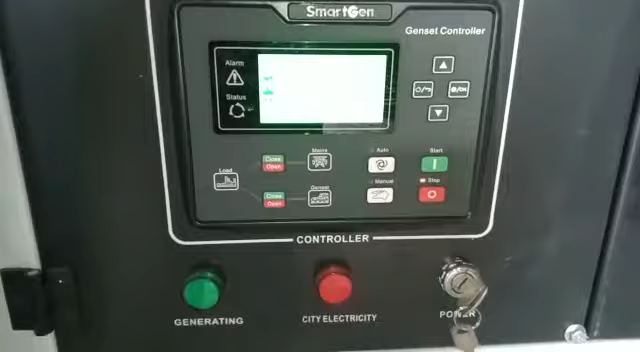 SmartGen
Genset Controller
Alarm
Status
Mains
Auto
Start
Close
Open
Load
Manual
Stop
Genset
Close
Open
CONTROLLER
GENERATING
CITY ELECTRICITY
POWER